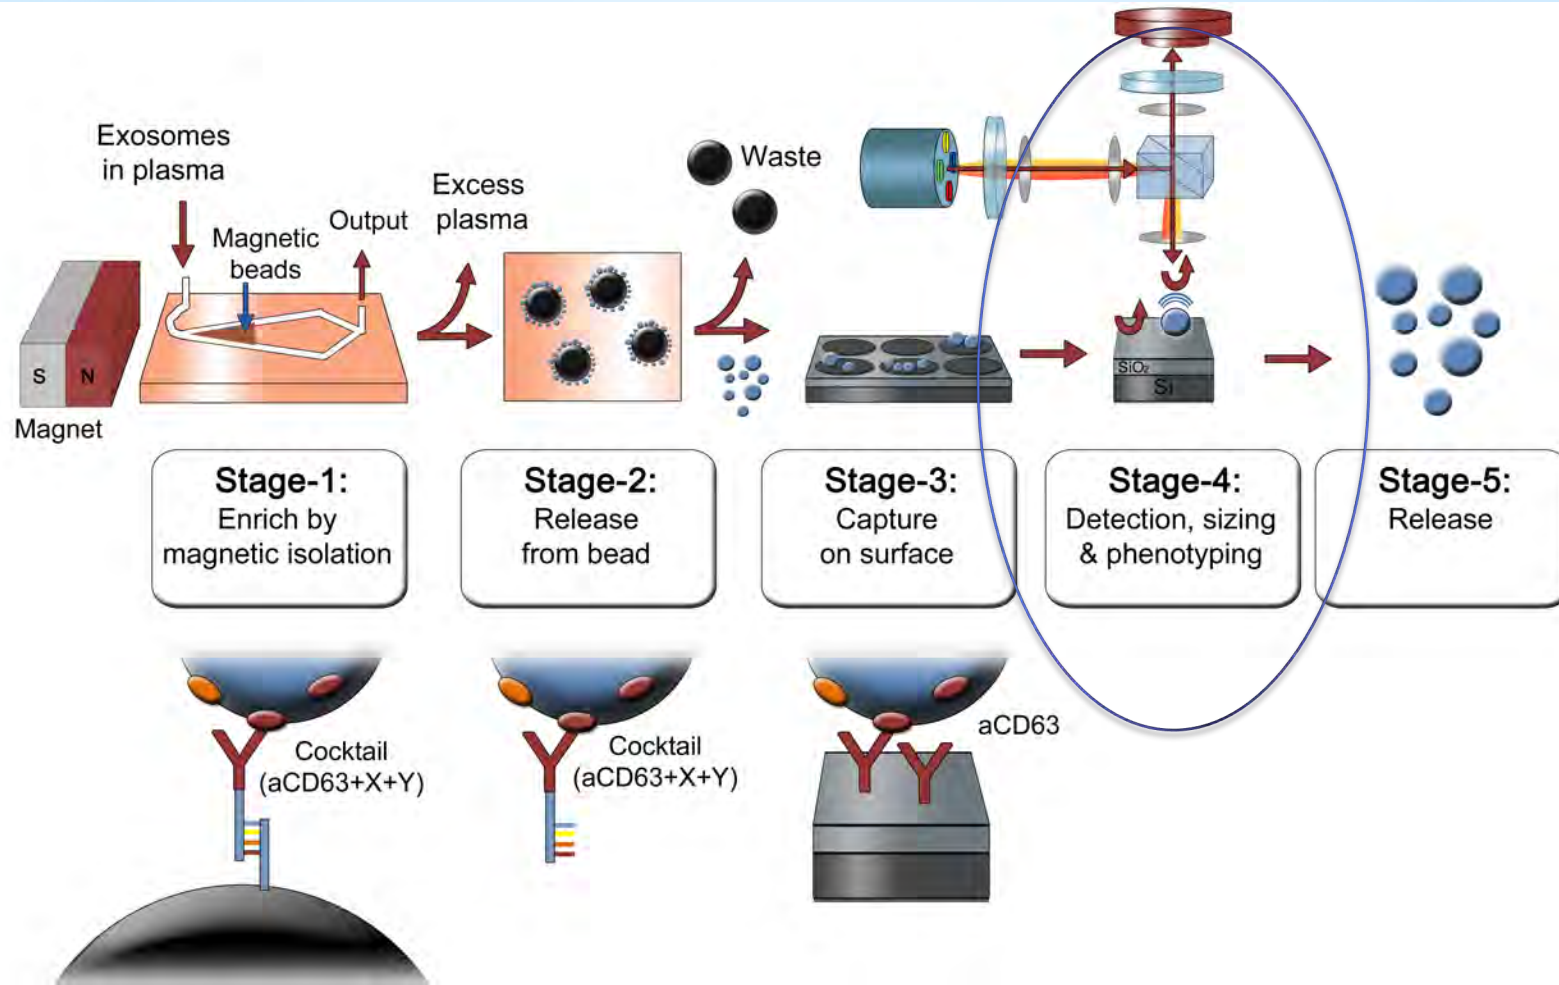 Exosomes
in plasma
Magnetic
beads
Output
Excess
plasma
Waste
S
N
Magnet
SiO₂
Si
Stage-1:
Enrich by
magnetic isolation
Stage-2:
Release
from bead
Stage-3:
Capture
on surface
Stage-4:
Detection, sizing
& phenotyping
Stage-5:
Release
Cocktail
(aCD63+X+Y)
Cocktail
(aCD63+X+Y)
aCD63